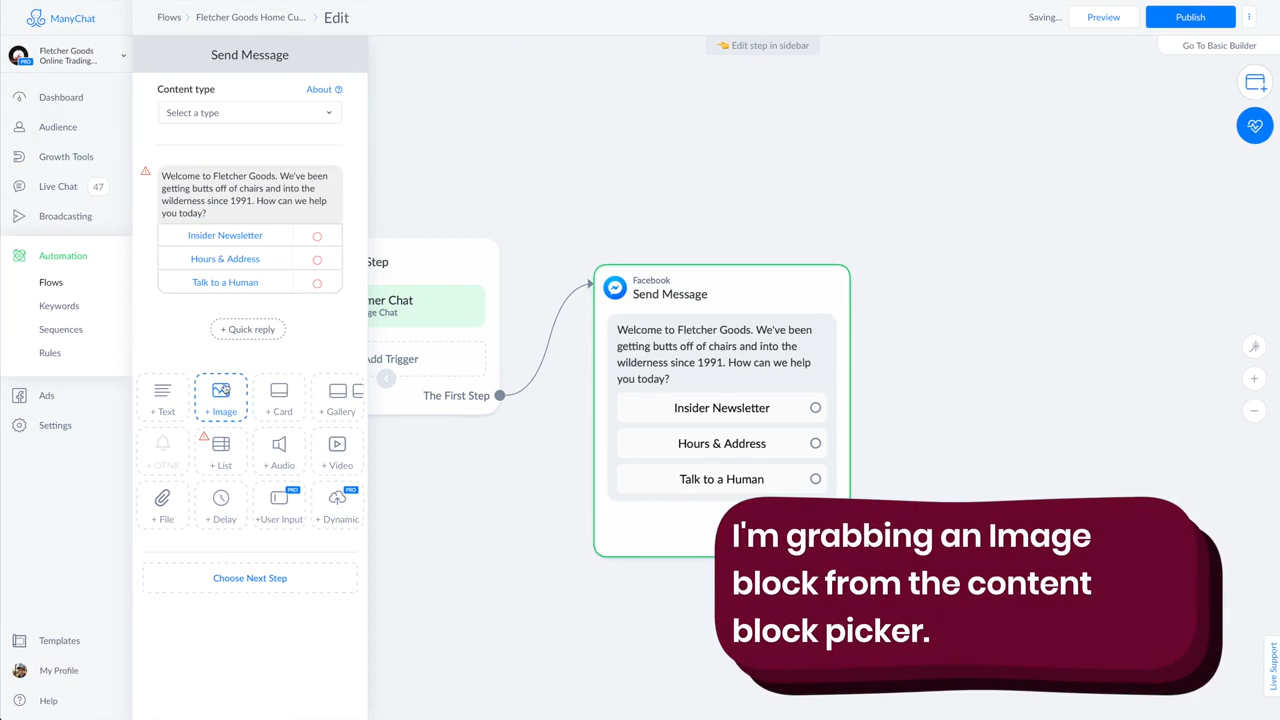 ManyChat
Flows
Fletcher Goods Home Cu...
Edit
Saving...
Preview
Publish
Fletcher Goods
Online Trading...
PRO
Send Message
Edit step in sidebar
Go To Basic Builder
Dashboard
Audience
Growth Tools
Live Chat 47
Broadcasting
Automation
Flows
Keywords
Sequences
Rules
Ads
Settings
Templates
My Profile
Help
Content type
About
Select a type
Welcome to Fletcher Goods. We've been
getting butts off of chairs and into the
wilderness since 1991. How can we help
you today?
Insider Newsletter
Hours & Address
Talk to a Human
+ Quick reply
+ Text
+ Image
+ Card
+ Gallery
+ OTNR
+ List
+ Audio
+ Video
+ File
+ Delay
PRO
+User Input
PRO
+ Dynamic
Choose Next Step
Step
mer Chat
ge Chat
Add Trigger
The First Step
Facebook
Send Message
Welcome to Fletcher Goods. We've been
getting butts off of chairs and into the
wilderness since 1991. How can we help
you today?
Insider Newsletter
Hours & Address
Talk to a Human
I'm grabbing an Image
block from the content
block picker.
Live Support